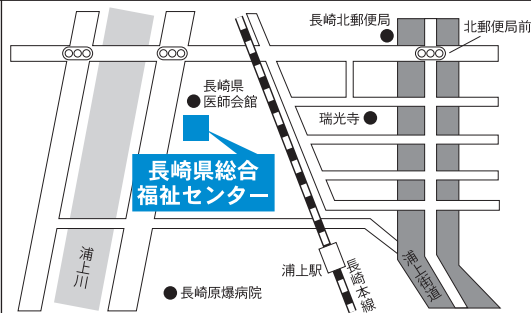 長崎北郵便局
北郵便局前
長崎県
医師会館
瑞光寺
長崎県総合
福祉センター
浦上川
浦上駅
長崎本線
浦上街道
長崎原爆病院